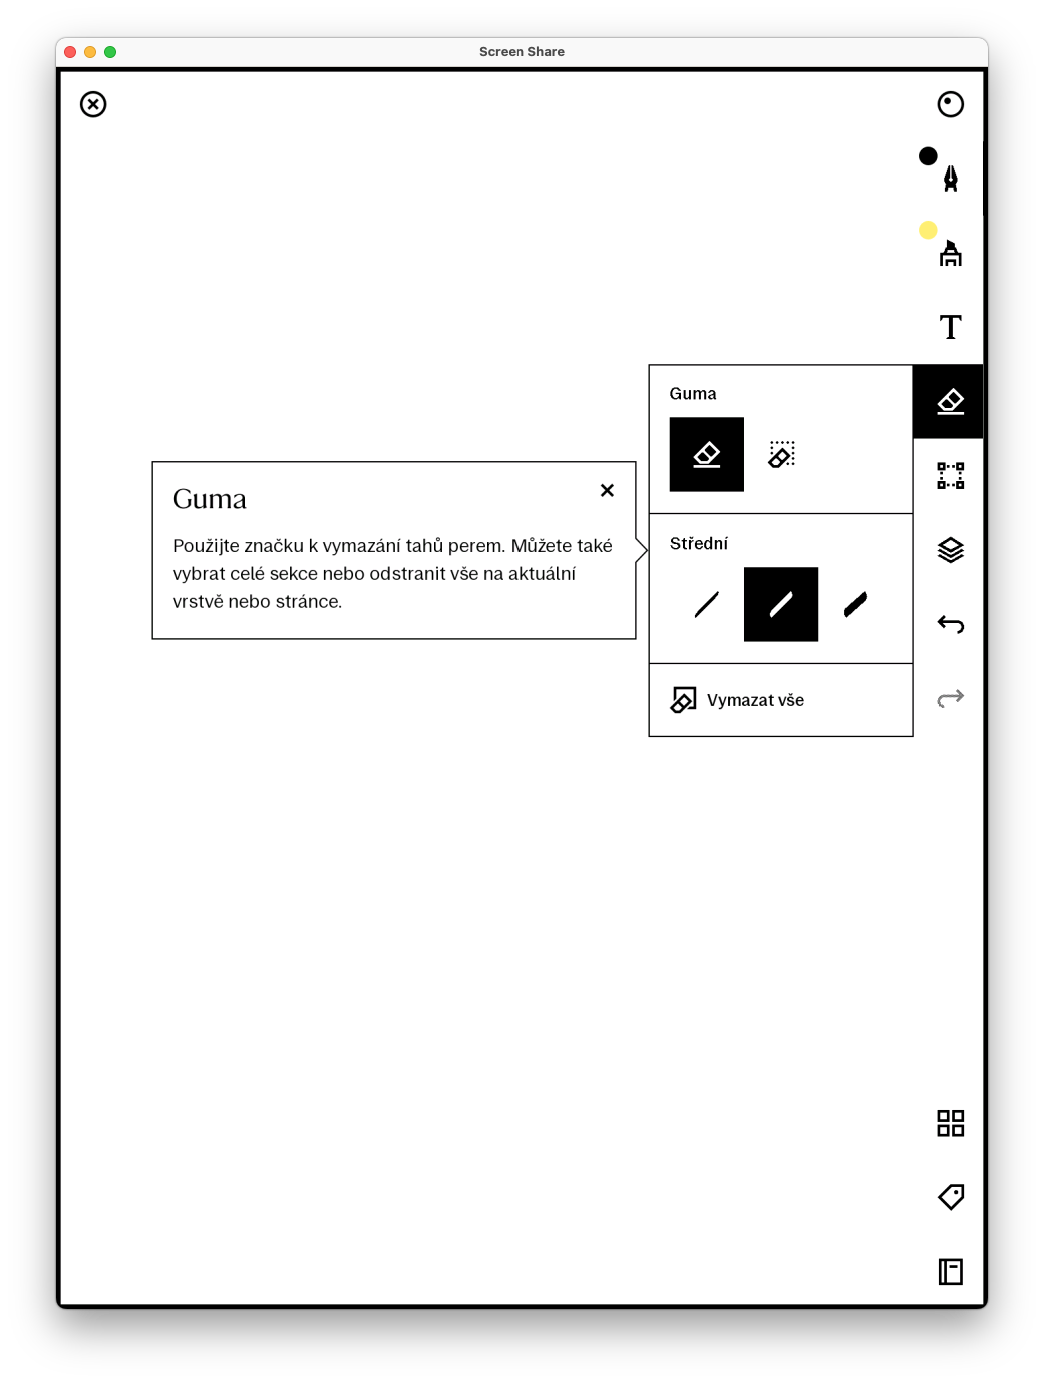 Screen Share
T
Guma
Guma
Použijte značku k vymazání tahů perem. Můžete také
vybrat celé sekce nebo odstranit vše na aktuální
vrstvě nebo stránce.
Střední
Vymazat vše